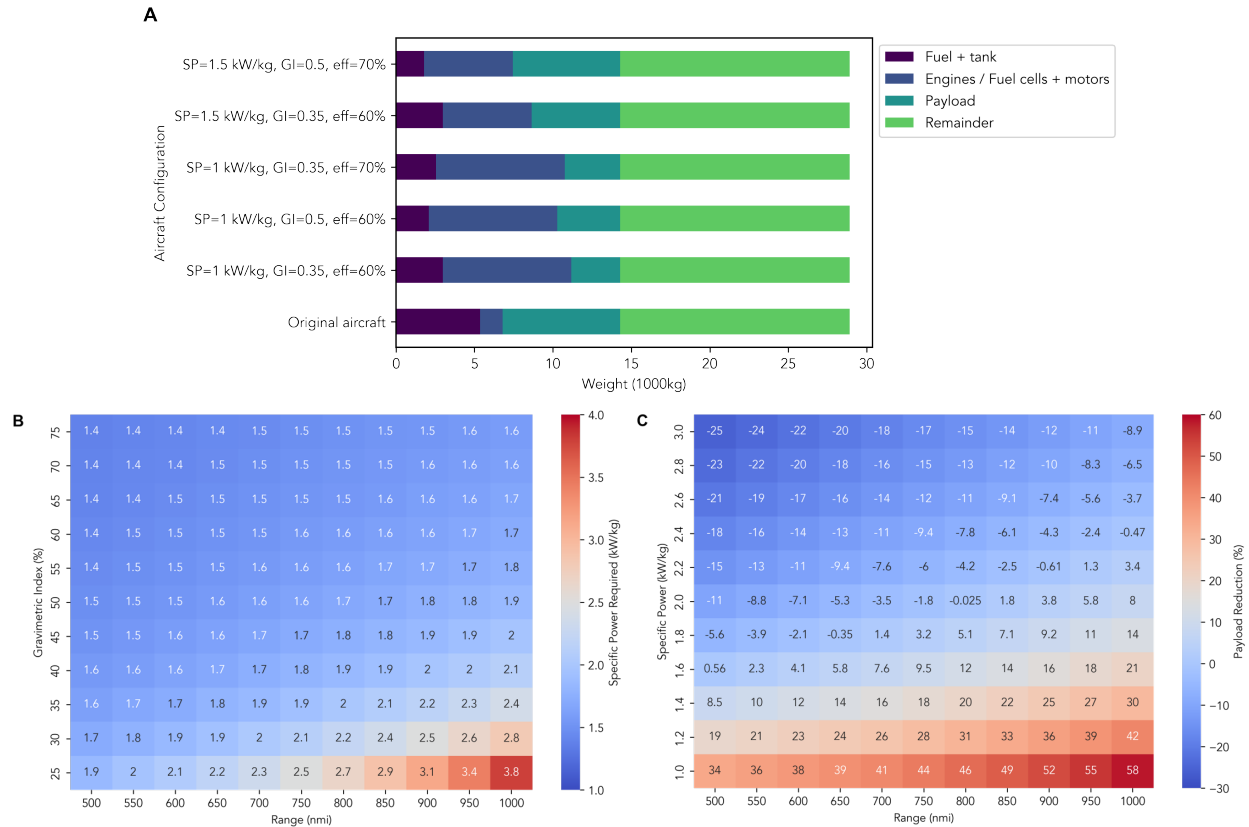 A
SP=1.5 kW/kg, GI=0.5, eff=70%
SP=1.5 kW/kg, GI=0.35, eff=60%
SP=1 kW/kg, GI=0.35, eff=70%
SP=1 kW/kg, GI=0.5, eff=60%
SP=1 kW/kg, GI=0.35, eff=60%
Original aircraft
Aircraft Configuration
0 5 10 15 20 25 30
Weight (1000kg)
Fuel + tank
Engines / Fuel cells + motors
Payload
Remainder
B
Gravimetric Index (%)
75 1.4 1.4 1.4 1.4 1.5 1.5 1.5 1.5 1.5 1.6 1.6
70 1.4 1.4 1.4 1.5 1.5 1.5 1.5 1.5 1.6 1.6 1.6
65 1.4 1.4 1.5 1.5 1.5 1.5 1.5 1.6 1.6 1.6 1.7
60 1.4 1.5 1.5 1.5 1.5 1.6 1.6 1.6 1.6 1.7 1.7
55 1.4 1.5 1.5 1.5 1.6 1.6 1.6 1.7 1.7 1.7 1.8
50 1.5 1.5 1.5 1.6 1.6 1.6 1.7 1.7 1.8 1.8 1.9
45 1.5 1.5 1.6 1.6 1.7 1.7 1.8 1.8 1.9 1.9 2
40 1.6 1.6 1.6 1.7 1.7 1.8 1.9 1.9 2 2 2.1
35 1.6 1.7 1.7 1.8 1.9 1.9 2 2.1 2.2 2.3 2.4
30 1.7 1.8 1.9 1.9 2 2.1 2.2 2.4 2.5 2.6 2.8
25 1.9 2 2.1 2.2 2.3 2.5 2.7 2.9 3.1 3.4 3.8
500 550 600 650 700 750 800 850 900 950 1000
Range (nmi)
4.0
3.5
3.0
2.5
2.0
1.5
1.0
Specific Power Required (kW/kg)
C
Specific Power (kW/kg)
3.0 -25 -24 -22 -20 -18 -17 -15 -14 -12 -11 -8.9
2.8 -23 -22 -20 -18 -16 -15 -13 -12 -10 -8.3 -6.5
2.6 -21 -19 -17 -16 -14 -12 -11 -9.1 -7.4 -5.6 -3.7
2.4 -18 -16 -14 -13 -11 -9.4 -7.8 -6.1 -4.3 -2.4 -0.47
2.2 -15 -13 -11 -9.4 -7.6 -6 -4.2 -2.5 -0.61 1.3 3.4
2.0 -11 -8.8 -7.1 -5.3 -3.5 -1.8 -0.025 1.8 3.8 5.8 8
1.8 -5.6 -3.9 -2.1 -0.35 1.4 3.2 5.1 7.1 9.2 11 14
1.6 0.56 2.3 4.1 5.8 7.6 9.5 12 14 16 18 21
1.4 8.5 10 12 14 16 18 20 22 25 27 30
1.2 19 21 23 24 26 28 31 33 36 39 42
1.0 34 36 38 39 41 44 46 49 52 55 58
500 550 600 650 700 750 800 850 900 950 1000
Range (nmi)
60
50
40
30
20
10
0
-10
-20
-30
Payload Reduction (%)